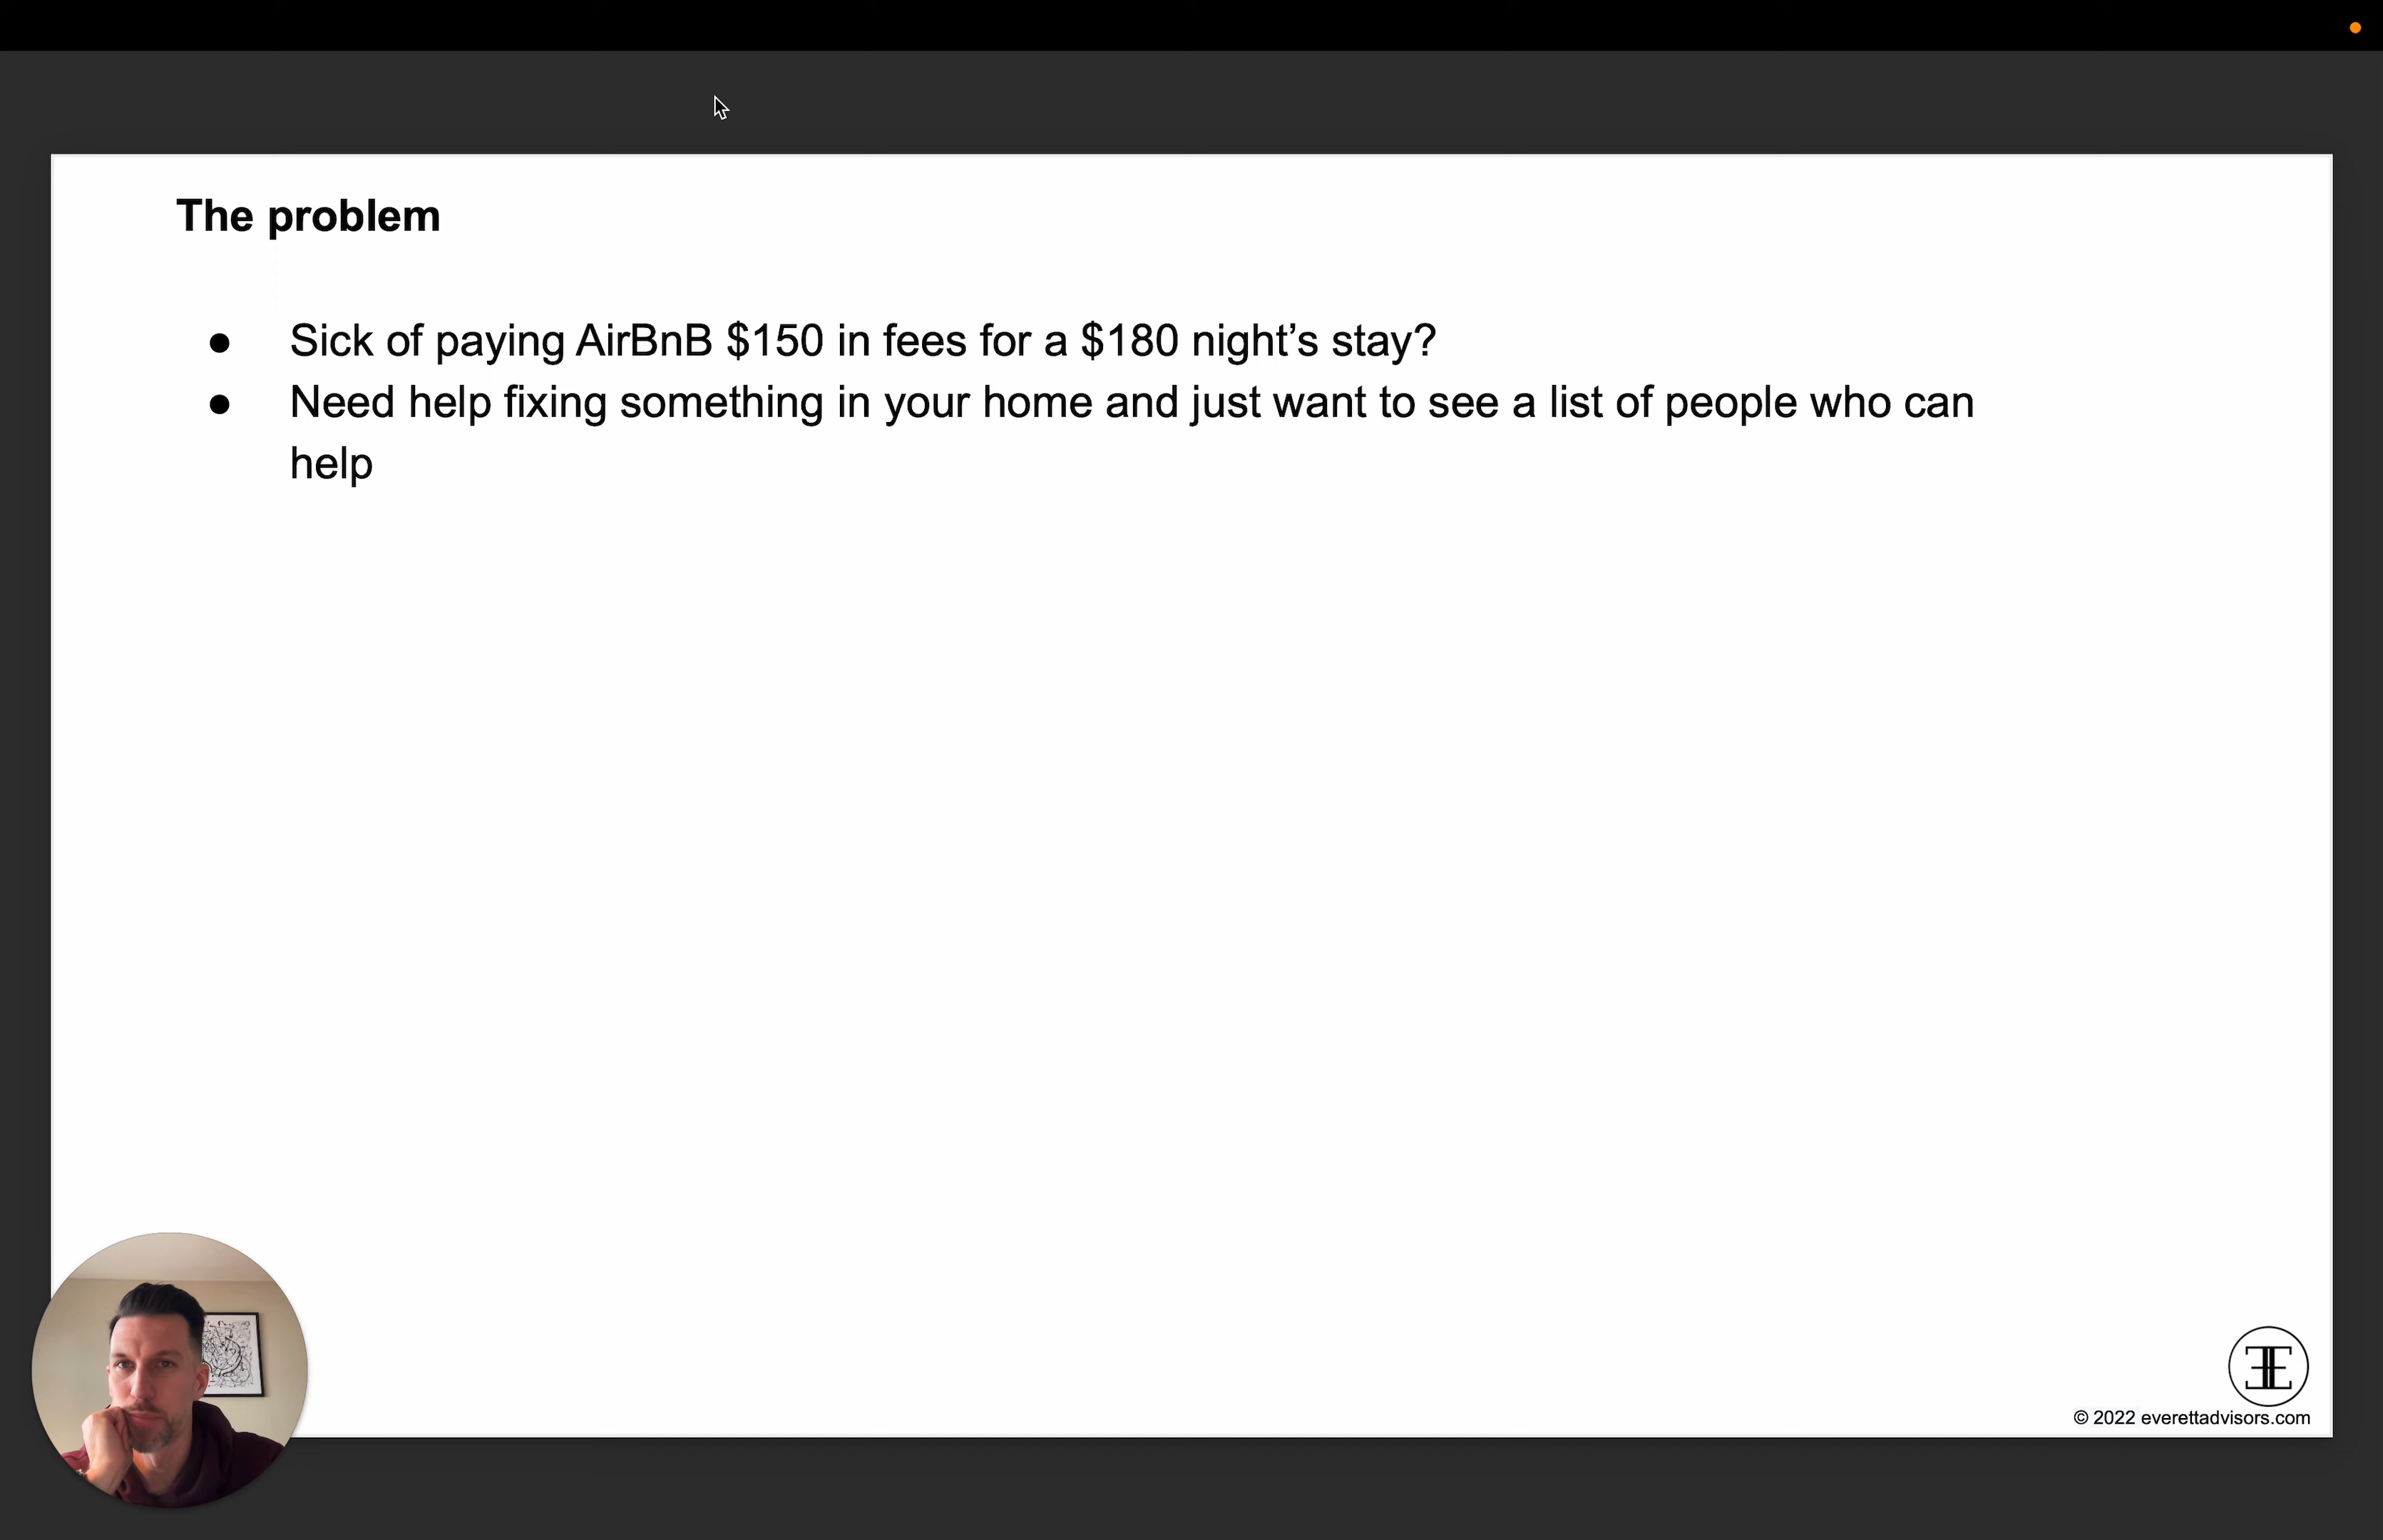 The problem
● Sick of paying AirBnB $150 in fees for a $180 night’s stay?
● Need help fixing something in your home and just want to see a list of people who can
help
© 2022 everettadvisors.com